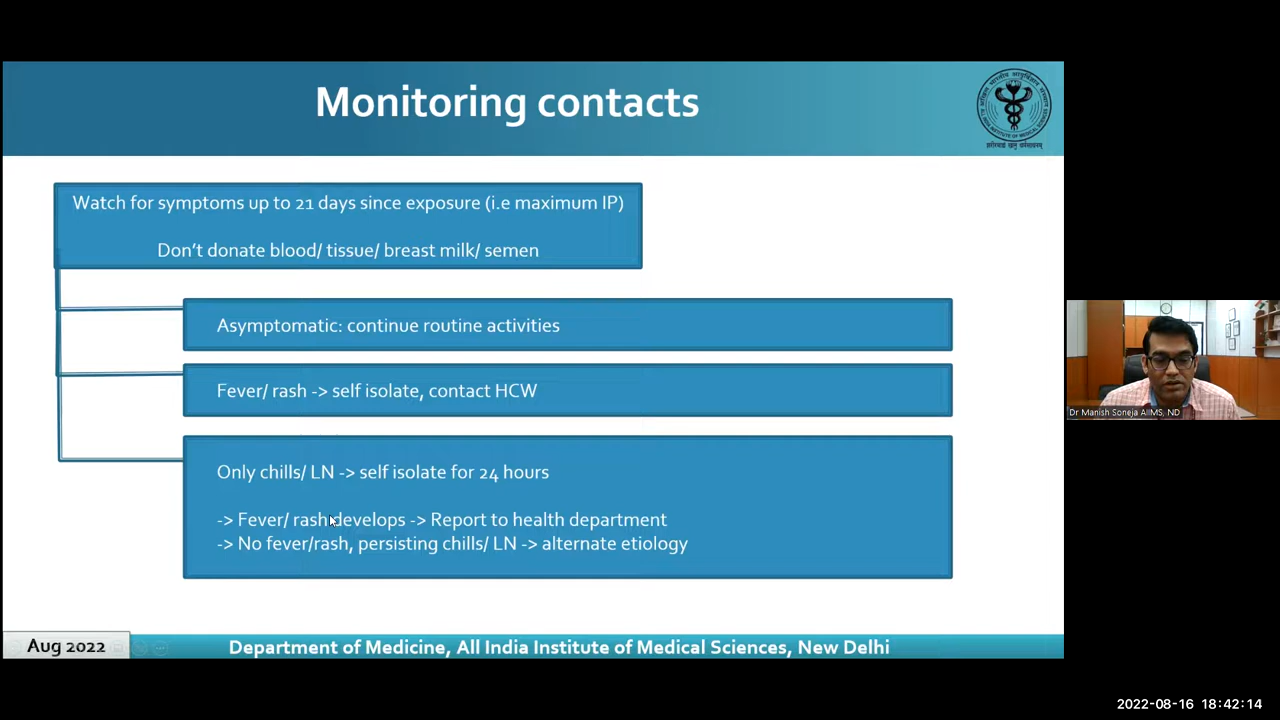 Monitoring contacts
Watch for symptoms up to 21 days since exposure (i.e maximum IP)
Don't donate blood/ tissue/ breast milk/ semen
Asymptomatic: continue routine activities
Fever/ rash -> self isolate, contact HCW
Only chills/ LN -> self isolate for 24 hours
-> Fever/ rash develops -> Report to health department
-> No fever/rash, persisting chills/ LN -> alternate etiology
Dr Manish Soneja AIIMS, ND
Aug 2022
Department of Medicine, All India Institute of Medical Sciences, New Delhi
2022-08-16 18:42:14